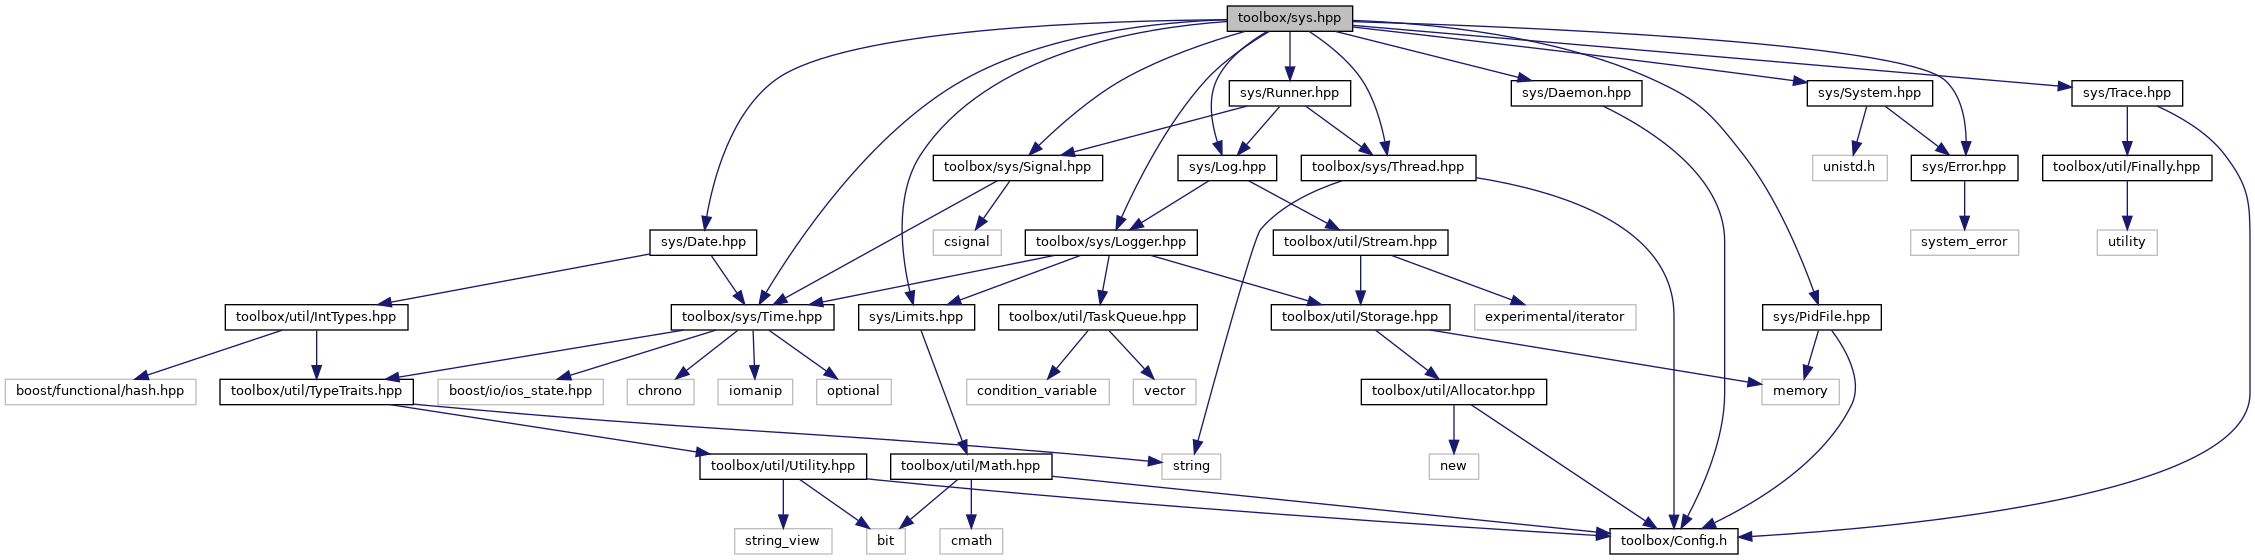 toolbox/sys.hpp
sys/Runner.hpp
sys/Daemon.hpp
sys/System.hpp
sys/Trace.hpp
toolbox/sys/Signal.hpp
sys/Log.hpp
toolbox/sys/Thread.hpp
unistd.h
sys/Error.hpp
toolbox/util/Finally.hpp
sys/Date.hpp
csignal
toolbox/sys/Logger.hpp
toolbox/util/Stream.hpp
system_error
utility
toolbox/util/IntTypes.hpp
toolbox/sys/Time.hpp
sys/Limits.hpp
toolbox/util/TaskQueue.hpp
toolbox/util/Storage.hpp
experimental/iterator
sys/PidFile.hpp
boost/functional/hash.hpp
toolbox/util/TypeTraits.hpp
boost/io/ios_state.hpp
chrono
iomanip
optional
condition_variable
vector
toolbox/util/Allocator.hpp
memory
toolbox/util/Utility.hpp
toolbox/util/Math.hpp
string
new
string_view
bit
cmath
toolbox/Config.h